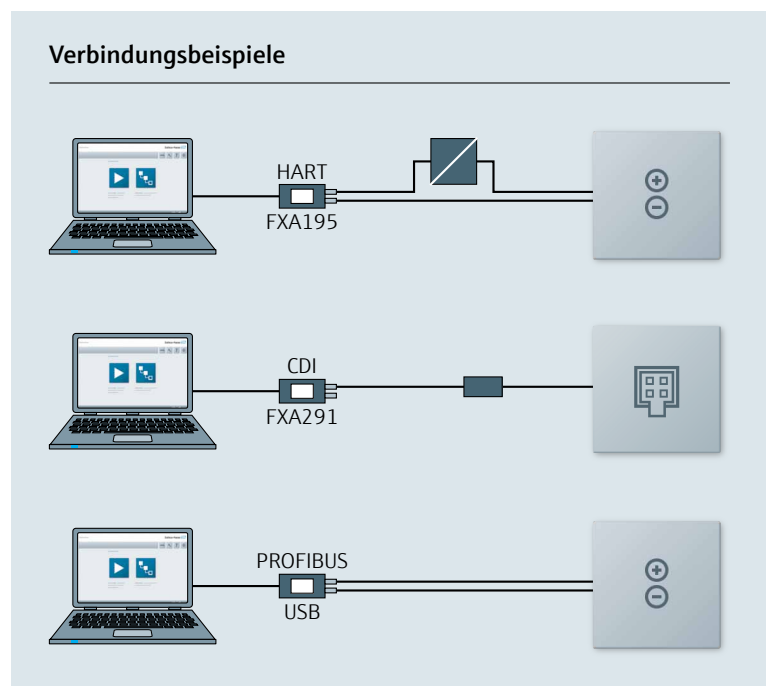 Verbindungsbeispiele
HART
FXA195
CDI
FXA291
PROFIBUS
USB